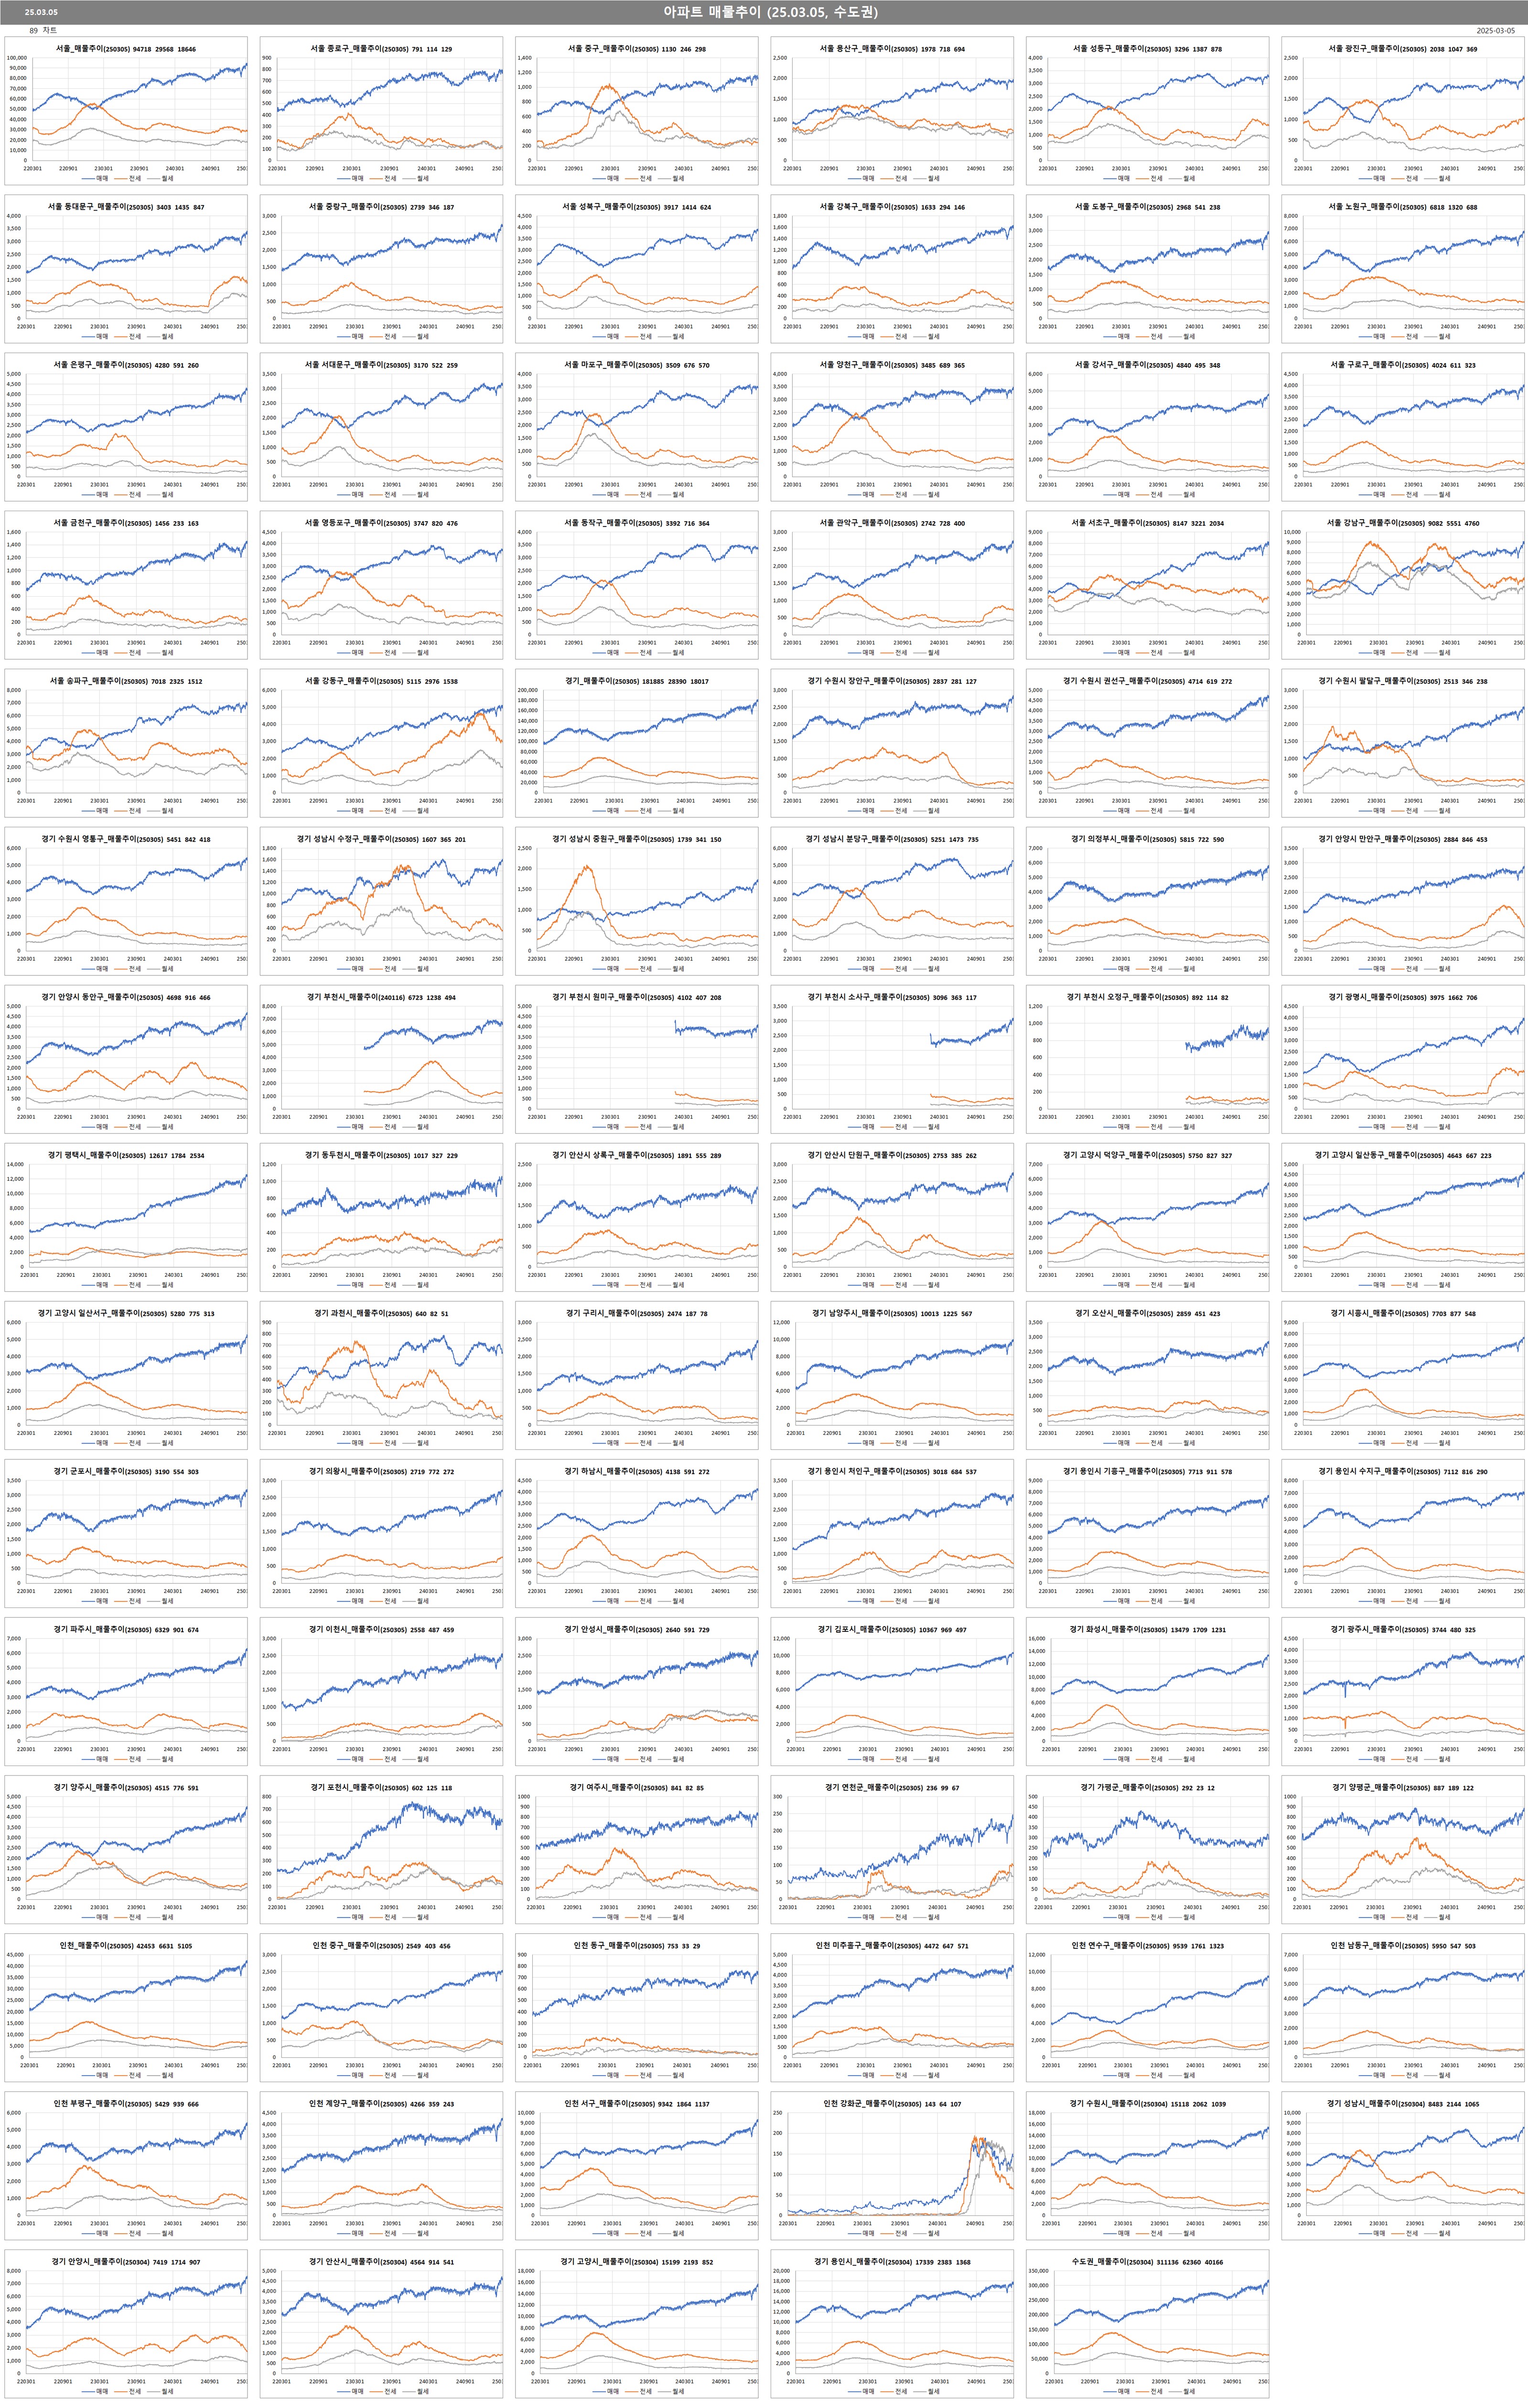 25.03.05
아파트 매물추이 (25.03.05, 수도권)
89 차트
2025-03-05
서울_매물추이(250305) 94718 29568 18646
서울 종로구_매물추이(250305) 791 114 129
서울 중구_매물추이(250305) 1130 246 298
서울 용산구_매물추이(250305) 1978 718 694
서울 성동구_매물추이(250305) 3296 1387 878
서울 광진구_매물추이(250305) 2038 1047 369
서울 동대문구_매물추이(250305) 3403 1435 847
서울 중랑구_매물추이(250305) 2739 346 187
서울 성북구_매물추이(250305) 3917 1414 624
서울 강북구_매물추이(250305) 1633 294 146
서울 도봉구_매물추이(250305) 2968 541 238
서울 노원구_매물추이(250305) 6818 1320 688
서울 은평구_매물추이(250305) 4280 591 260
서울 서대문구_매물추이(250305) 3170 522 259
서울 마포구_매물추이(250305) 3509 676 570
서울 양천구_매물추이(250305) 3485 689 365
서울 강서구_매물추이(250305) 4840 495 348
서울 구로구_매물추이(250305) 4024 611 323
서울 금천구_매물추이(250305) 1456 233 163
서울 영등포구_매물추이(250305) 3747 820 476
서울 동작구_매물추이(250305) 3392 716 364
서울 관악구_매물추이(250305) 2742 728 400
서울 서초구_매물추이(250305) 8147 3221 2034
서울 강남구_매물추이(250305) 9082 5551 4760
서울 송파구_매물추이(250305) 7018 2325 1512
서울 강동구_매물추이(250305) 5115 2976 1538
경기_매물추이(250305) 181885 28390 18017
경기 수원시 장안구_매물추이(250305) 2837 281 127
경기 수원시 권선구_매물추이(250305) 4714 619 272
경기 수원시 팔달구_매물추이(250305) 2513 346 238
경기 수원시 영통구_매물추이(250305) 5451 842 418
경기 성남시 수정구_매물추이(250305) 1607 365 201
경기 성남시 중원구_매물추이(250305) 1739 341 150
경기 성남시 분당구_매물추이(250305) 5251 1473 735
경기 의정부시_매물추이(250305) 5815 722 590
경기 안양시 만안구_매물추이(250305) 2884 846 453
경기 안양시 동안구_매물추이(250305) 4698 916 466
경기 부천시_매물추이(240116) 6723 1238 494
경기 부천시 원미구_매물추이(250305) 4102 407 208
경기 부천시 소사구_매물추이(250305) 3096 363 117
경기 부천시 오정구_매물추이(250305) 892 114 82
경기 광명시_매물추이(250305) 3975 1662 706
경기 평택시_매물추이(250305) 12617 1784 2534
경기 동두천시_매물추이(250305) 1017 327 229
경기 안산시 상록구_매물추이(250305) 1891 555 289
경기 안산시 단원구_매물추이(250305) 2753 385 262
경기 고양시 덕양구_매물추이(250305) 5750 827 327
경기 고양시 일산동구_매물추이(250305) 4643 667 223
경기 고양시 일산서구_매물추이(250305) 5280 775 313
경기 과천시_매물추이(250305) 640 82 51
경기 구리시_매물추이(250305) 2474 187 78
경기 남양주시_매물추이(250305) 10013 1225 567
경기 오산시_매물추이(250305) 2859 451 423
경기 시흥시_매물추이(250305) 7703 877 548
경기 군포시_매물추이(250305) 3190 554 303
경기 의왕시_매물추이(250305) 2719 772 272
경기 하남시_매물추이(250305) 4138 591 272
경기 용인시 처인구_매물추이(250305) 3018 684 537
경기 용인시 기흥구_매물추이(250305) 7713 911 578
경기 용인시 수지구_매물추이(250305) 7112 816 290
경기 파주시_매물추이(250305) 6329 901 674
경기 이천시_매물추이(250305) 2558 487 459
경기 안성시_매물추이(250305) 2640 591 729
경기 김포시_매물추이(250305) 10367 969 497
경기 화성시_매물추이(250305) 13479 1709 1231
경기 광주시_매물추이(250305) 3744 480 325
경기 양주시_매물추이(250305) 4515 776 591
경기 포천시_매물추이(250305) 602 125 118
경기 여주시_매물추이(250305) 841 82 85
경기 연천군_매물추이(250305) 236 99 67
경기 가평군_매물추이(250305) 292 23 12
경기 양평군_매물추이(250305) 887 189 122
인천_매물추이(250305) 42453 6631 5105
인천 중구_매물추이(250305) 2549 403 456
인천 동구_매물추이(250305) 753 33 29
인천 미추홀구_매물추이(250305) 4472 647 571
인천 연수구_매물추이(250305) 9539 1761 1323
인천 남동구_매물추이(250305) 5950 547 503
인천 부평구_매물추이(250305) 5429 939 666
인천 계양구_매물추이(250305) 4266 359 243
인천 서구_매물추이(250305) 9342 1864 1137
인천 강화군_매물추이(250305) 143 64 107
경기 수원시_매물추이(250304) 15118 2062 1039
경기 성남시_매물추이(250304) 8483 2144 1065
경기 안양시_매물추이(250304) 7419 1714 907
경기 안산시_매물추이(250304) 4564 914 541
경기 고양시_매물추이(250304) 15199 2193 852
경기 용인시_매물추이(250304) 17339 2383 1368
수도권_매물추이(250304) 311136 62360 40166
220301 220901 230301 230901 240301 240901 250
매매 전세 월세